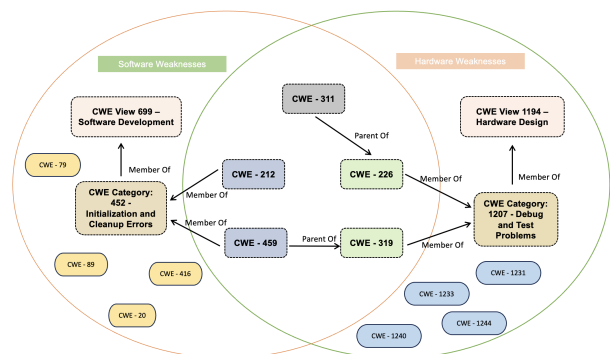 Software Weaknesses
Hardware Weaknesses
CWE - 311
CWE View 699 –
Software Development
CWE View 1194 –
Hardware Design
Parent Of
CWE - 79
Member Of
CWE - 212
CWE - 226
Member Of
Member Of
Member Of
CWE Category:
452 -
Initialization and
Cleanup Errors
CWE Category:
1207 - Debug
and Test
Problems
Member Of
CWE - 459
Parent Of
CWE - 319
Member Of
CWE - 89
CWE - 416
CWE - 1231
CWE - 1233
CWE - 20
CWE - 1244
CWE - 1240